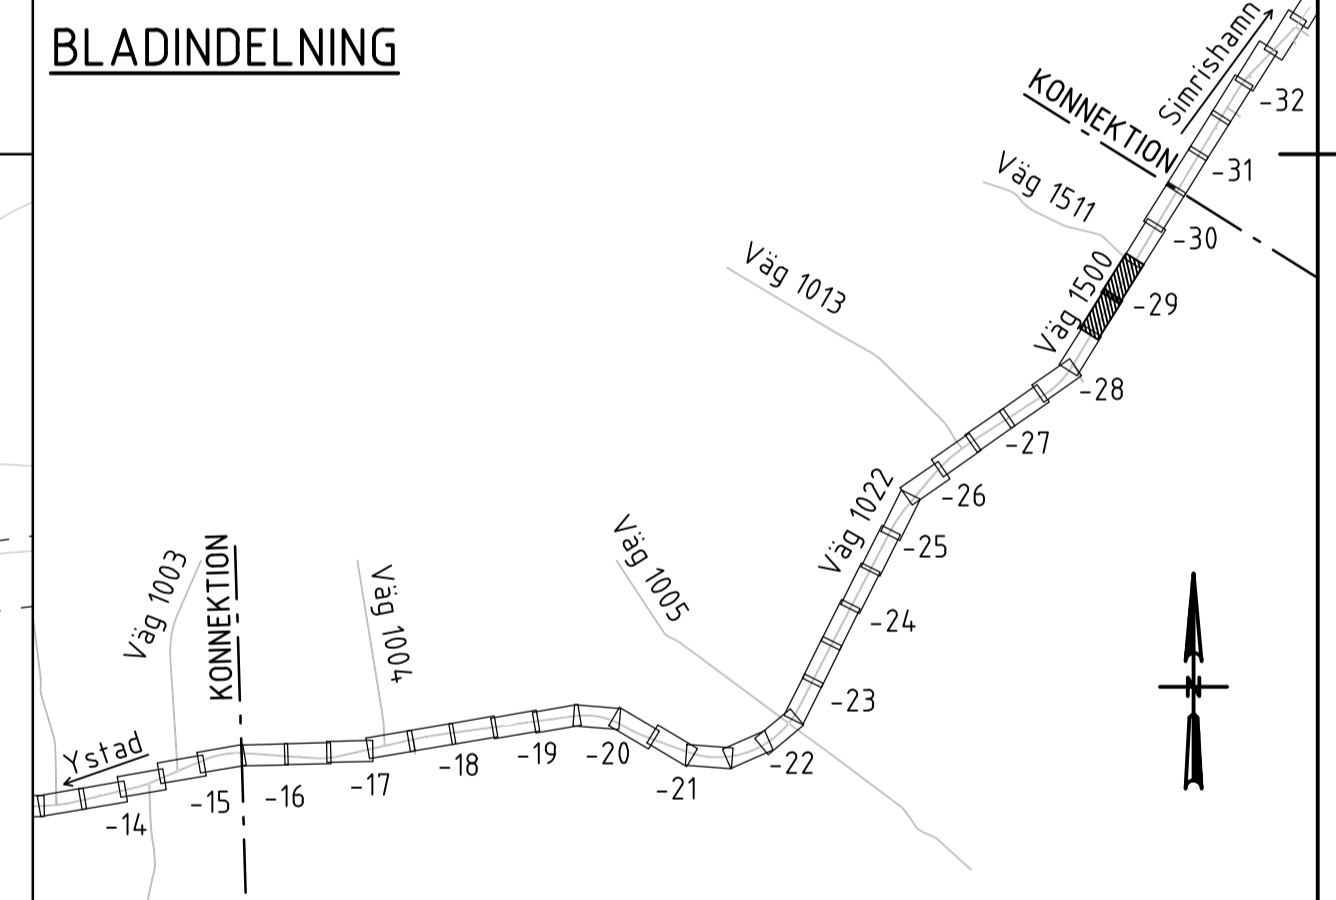 BLADINDELNING
Simrishamn
KONNEKTION
-32
Väg 1511
-31
-30
Väg 1013
Väg 1500
-29
-28
-27
Väg 1022
-26
Väg 1005
-25
Väg 1003
KONNEKTION
Väg 1004
-24
-23
N
Ystad
-22
-21
-20
-19
-18
-17
-16
-15
-14